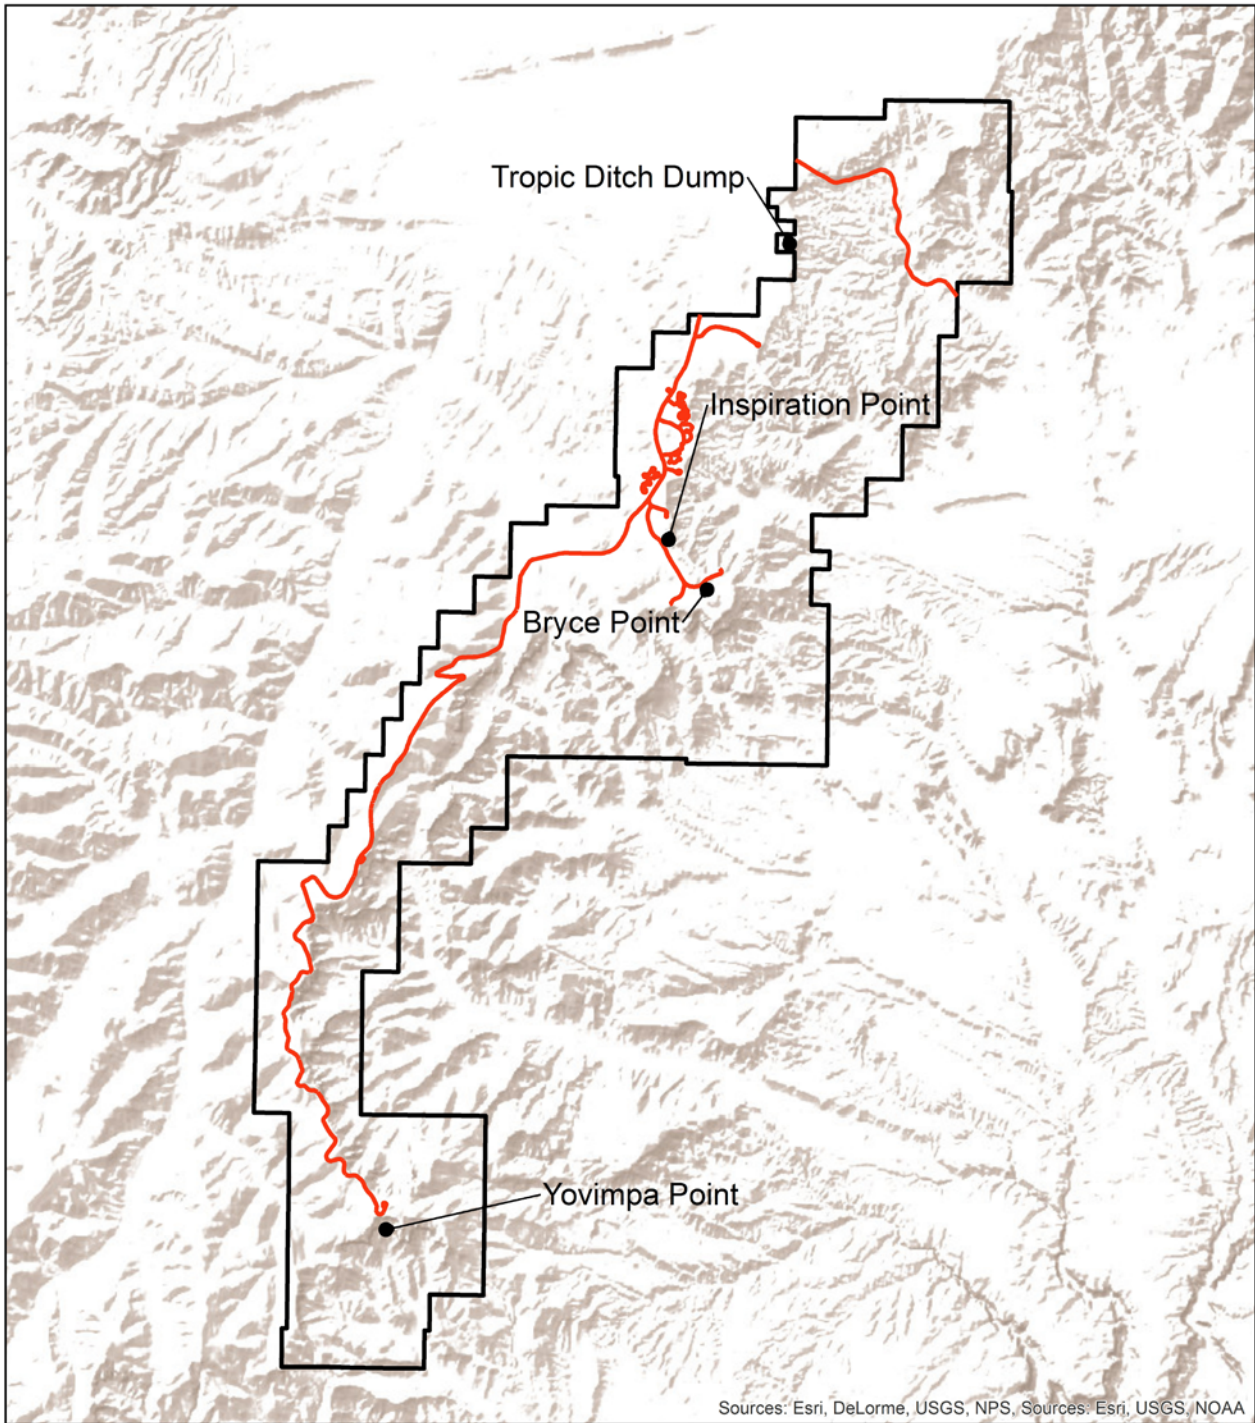 Tropic Ditch Dump
Inspiration Point
Bryce Point
Yovimpa Point
Sources: Esri, DeLorme, USGS, NPS, Sources: Esri, USGS, NOAA